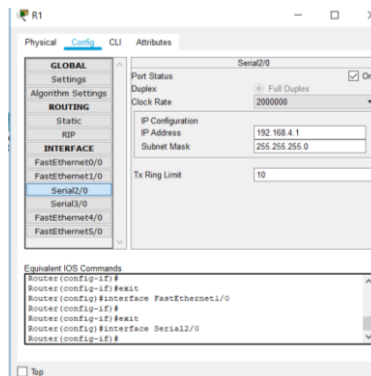 R1
Physical Config CLI Attributes
GLOBAL
Settings
Algorithm Settings
ROUTING
Static
RIP
INTERFACE
FastEthernet0/0
FastEthernet1/0
Serial2/0
Serial3/0
FastEthernet4/0
FastEthernet5/0
Serial2/0
Port Status
Duplex Full Duplex
Clock Rate 2000000
IP Configuration
IP Address 192.168.4.1
Subnet Mask 255.255.255.0
Tx Ring Limit 10
Equivalent IOS Commands
Router(config-if)#
Router(config-if)#exit
Router(config)#interface FastEthernet1/0
Router(config-if)#
Router(config-if)#exit
Router(config)#interface Serial2/0
Router(config-if)#
Top